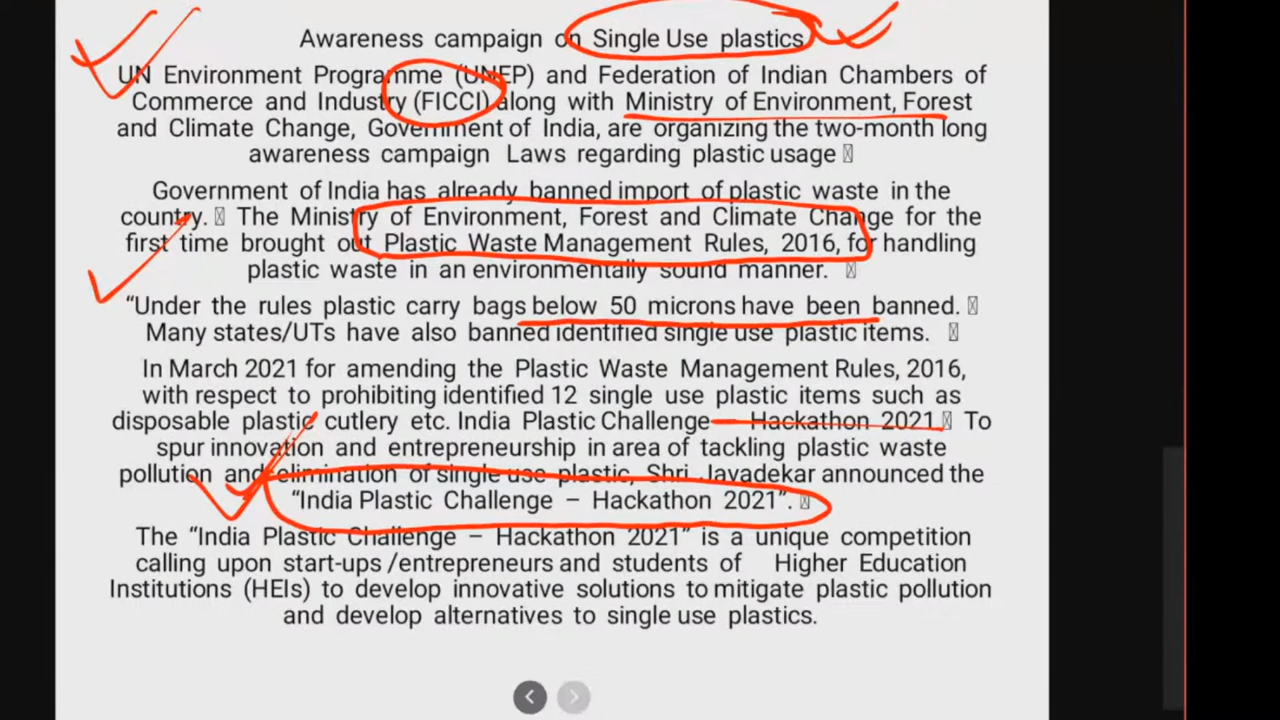 Awareness campaign on Single Use plastics
UN Environment Programme (UNEP) and Federation of Indian Chambers of
Commerce and Industry (FICCI) along with Ministry of Environment, Forest
and Climate Change, Government of India, are organizing the two-month long
awareness campaign Laws regarding plastic usage
Government of India has already banned import of plastic waste in the
country. The Ministry of Environment, Forest and Climate Change for the
first time brought out Plastic Waste Management Rules, 2016, for handling
plastic waste in an environmentally sound manner.
“Under the rules plastic carry bags below 50 microns have been banned.
Many states/UTs have also banned identified single use plastic items.
In March 2021 for amending the Plastic Waste Management Rules, 2016,
with respect to prohibiting identified 12 single use plastic items such as
disposable plastic cutlery etc. India Plastic Challenge — Hackathon 2021 To
spur innovation and entrepreneurship in area of tackling plastic waste
pollution and elimination of single use plastic, Shri Javadekar announced the
“India Plastic Challenge – Hackathon 2021”.
The “India Plastic Challenge – Hackathon 2021” is a unique competition
calling upon start-ups /entrepreneurs and students of Higher Education
Institutions (HEIs) to develop innovative solutions to mitigate plastic pollution
and develop alternatives to single use plastics.